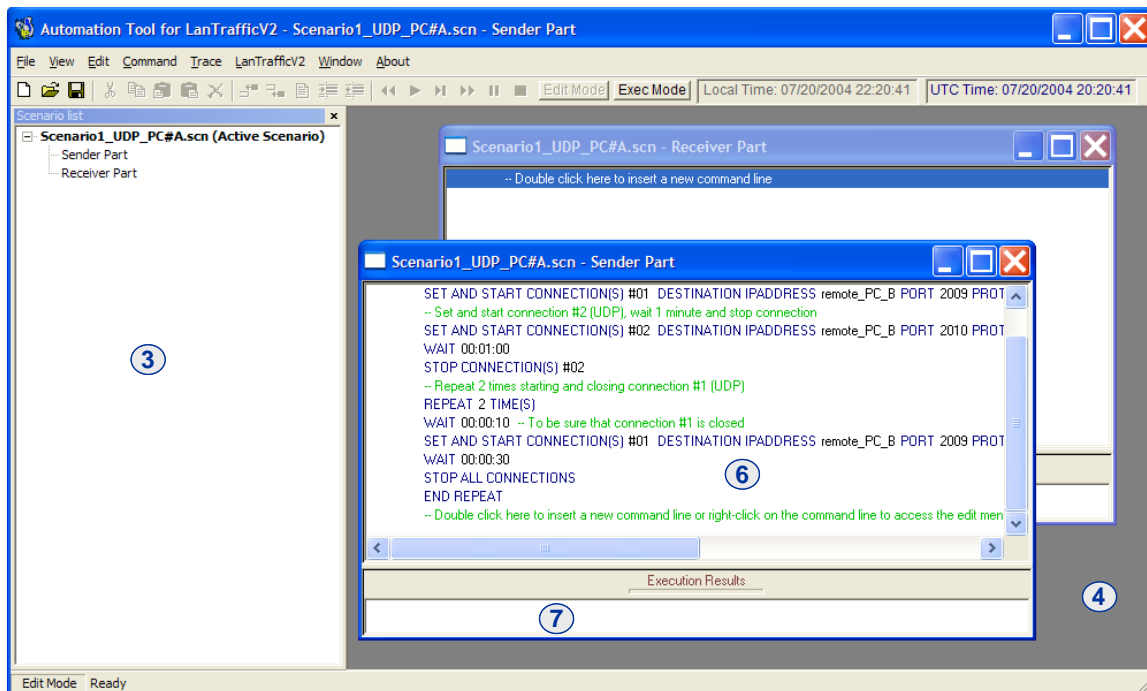 Automation Tool for LanTrafficV2 - Scenario1_UDP_PC#A.scn - Sender Part
File View Edit Command Trace LanTrafficV2 Window About
Edit Mode Exec Mode Local Time: 07/20/2004 22:20:41 UTC Time: 07/20/2004 20:20:41
Scenario list
Scenario1_UDP_PC#A.scn (Active Scenario)
Sender Part
Receiver Part
3
Scenario1_UDP_PC#A.scn - Receiver Part
-- Double click here to insert a new command line
Scenario1_UDP_PC#A.scn - Sender Part
SET AND START CONNECTION(S) #01 DESTINATION IPADDRESS remote_PC_B PORT 2009 PROT
-- Set and start connection #2 (UDP), wait 1 minute and stop connection
SET AND START CONNECTION(S) #02 DESTINATION IPADDRESS remote_PC_B PORT 2010 PROT
WAIT 00:01:00
STOP CONNECTION(S) #02
-- Repeat 2 times starting and closing connection #1 (UDP)
REPEAT 2 TIME(S)
WAIT 00:00:10 -- To be sure that connection #1 is closed
SET AND START CONNECTION(S) #01 DESTINATION IPADDRESS remote_PC_B PORT 2009 PROT
WAIT 00:00:30
STOP ALL CONNECTIONS
END REPEAT
-- Double click here to insert a new command line or right-click on the command line to access the edit men
6
Execution Results
7
4
Edit Mode Ready